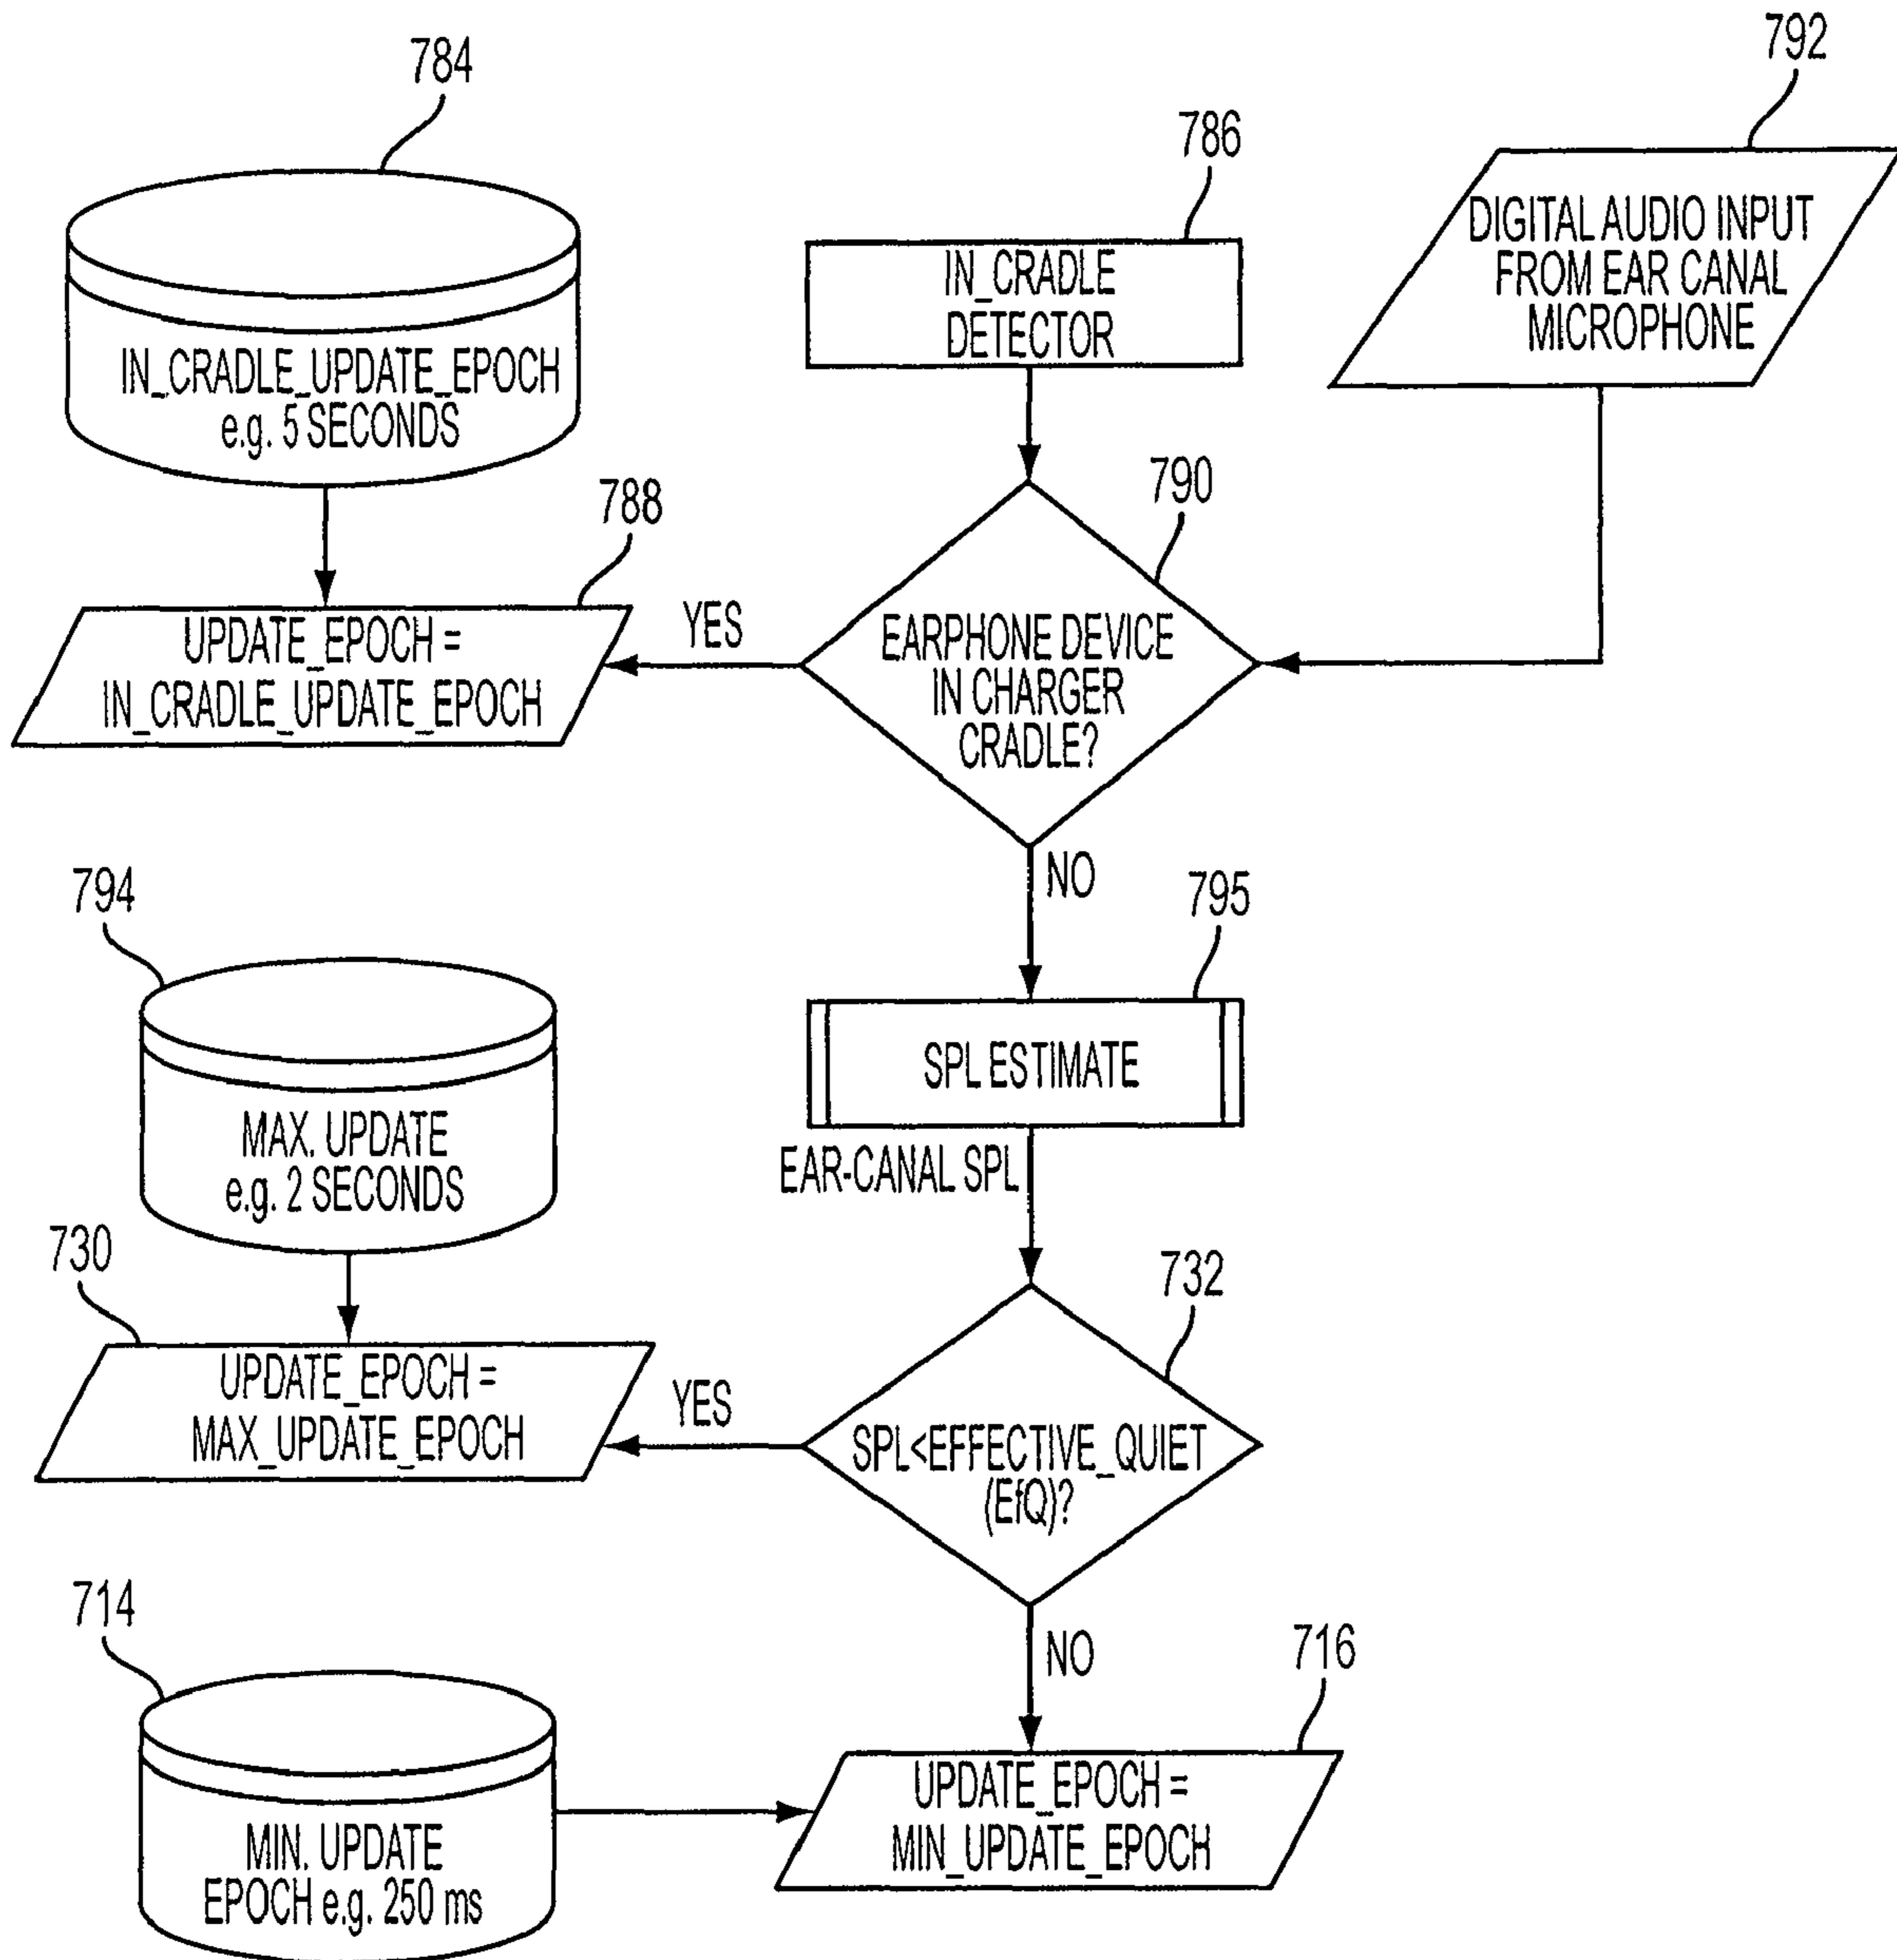 784
792
786
IN_CRADLE
DETECTOR
DIGITAL AUDIO INPUT
FROM EAR CANAL
MICROPHONE
IN_CRADLE_UPDATE_EPOCH
e.g. 5 SECONDS
788
790
UPDATE_EPOCH =
IN_CRADLE_UPDATE_EPOCH
YES
EARPHONE DEVICE
IN CHARGER
CRADLE?
NO
794
795
SPL ESTIMATE
MAX. UPDATE
e.g. 2 SECONDS
EAR-CANAL SPL
730
732
UPDATE_EPOCH =
MAX_UPDATE_EPOCH
YES
SPL<EFFECTIVE_QUIET
(EfQ)?
714
NO
716
MIN. UPDATE
EPOCH e.g. 250 ms
UPDATE_EPOCH =
MIN_UPDATE_EPOCH